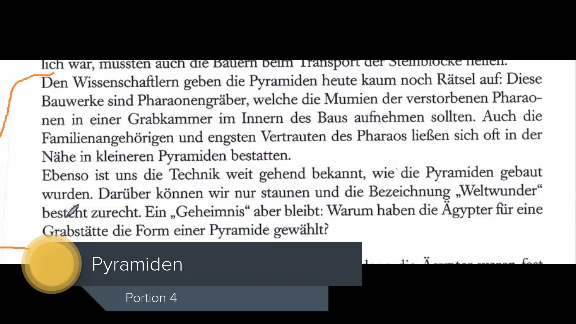 lich war, mussten auch die Bauern beim Transport der Steinblöcke helfen.
Den Wissenschaftlern geben die Pyramiden heute kaum noch Rätsel auf: Diese
Bauwerke sind Pharaonengräber, welche die Mumien der verstorbenen Pharao-
nen in einer Grabkammer im Innern des Baus aufnehmen sollten. Auch die
Familienangehörigen und engsten Vertrauten des Pharaos ließen sich oft in der
Nähe in kleineren Pyramiden bestatten.
Ebenso ist uns die Technik weit gehend bekannt, wie die Pyramiden gebaut
wurden. Darüber können wir nur staunen und die Bezeichnung „Weltwunder“
besteht zurecht. Ein „Geheimnis“ aber bleibt: Warum haben die Ägypter für eine
Grabstätte die Form einer Pyramide gewählt?
die Ägypter waren fest
Pyramiden
Portion 4